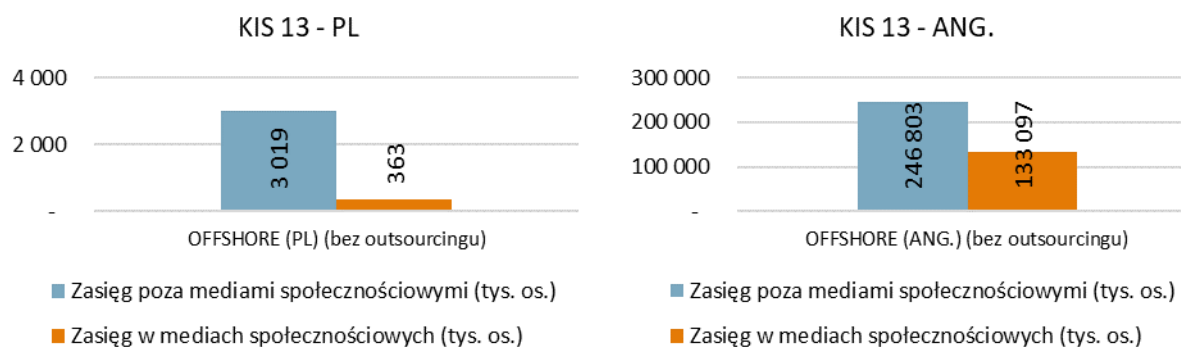 KIS 13 - PL
4 000
2 000
-
3 019
363
OFFSHORE (PL) (bez outsourcingu)
Zasięg poza mediami społecznościowymi (tys. os.)
Zasięg w mediach społecznościowych (tys. os.)
KIS 13 - ANG.
300 000
200 000
100 000
-
246 803
133 097
OFFSHORE (ANG.) (bez outsourcingu)
Zasięg poza mediami społecznościowymi (tys. os.)
Zasięg w mediach społecznościowych (tys. os.)